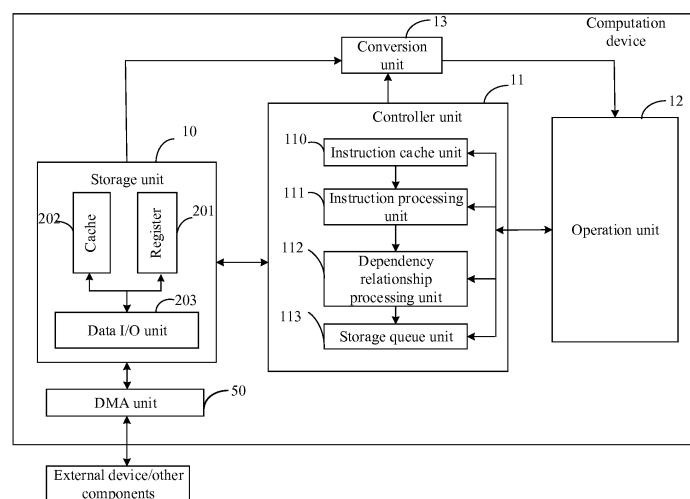 Computation
device
13
Conversion
unit
11
12
10
Controller unit
110
Instruction cache unit
Storage unit
111
Instruction processing
unit
202
Cache
Register
201
Operation unit
112
Dependency
relationship
processing unit
203
Data I/O unit
113
Storage queue unit
50
DMA unit
External device/other
components